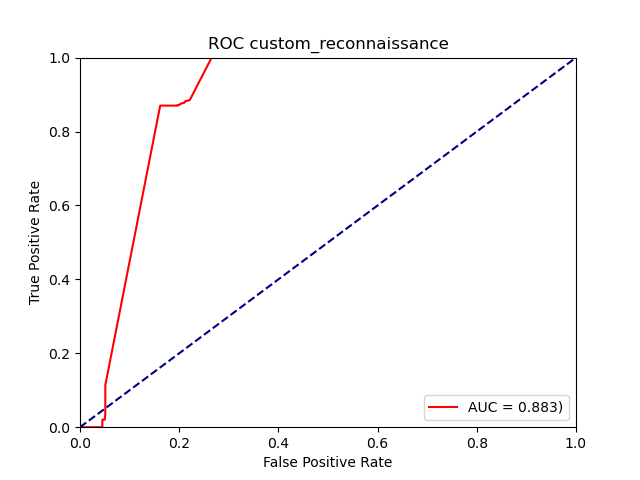 ROC custom_reconnaissance
1.0
0.8
0.6
0.4
0.2
0.0
True Positive Rate
AUC = 0.883)
0.0 0.2 0.4 0.6 0.8 1.0
False Positive Rate